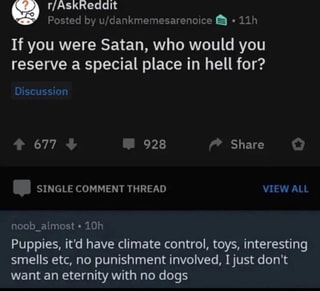 r/AskReddit
Posted by u/dankmemesarenoice • 11h
If you were Satan, who would you
reserve a special place in hell for?
Discussion
677 928 Share
SINGLE COMMENT THREAD VIEW ALL
noob_almost • 10h
Puppies, it'd have climate control, toys, interesting
smells etc, no punishment involved, I just don't
want an eternity with no dogs